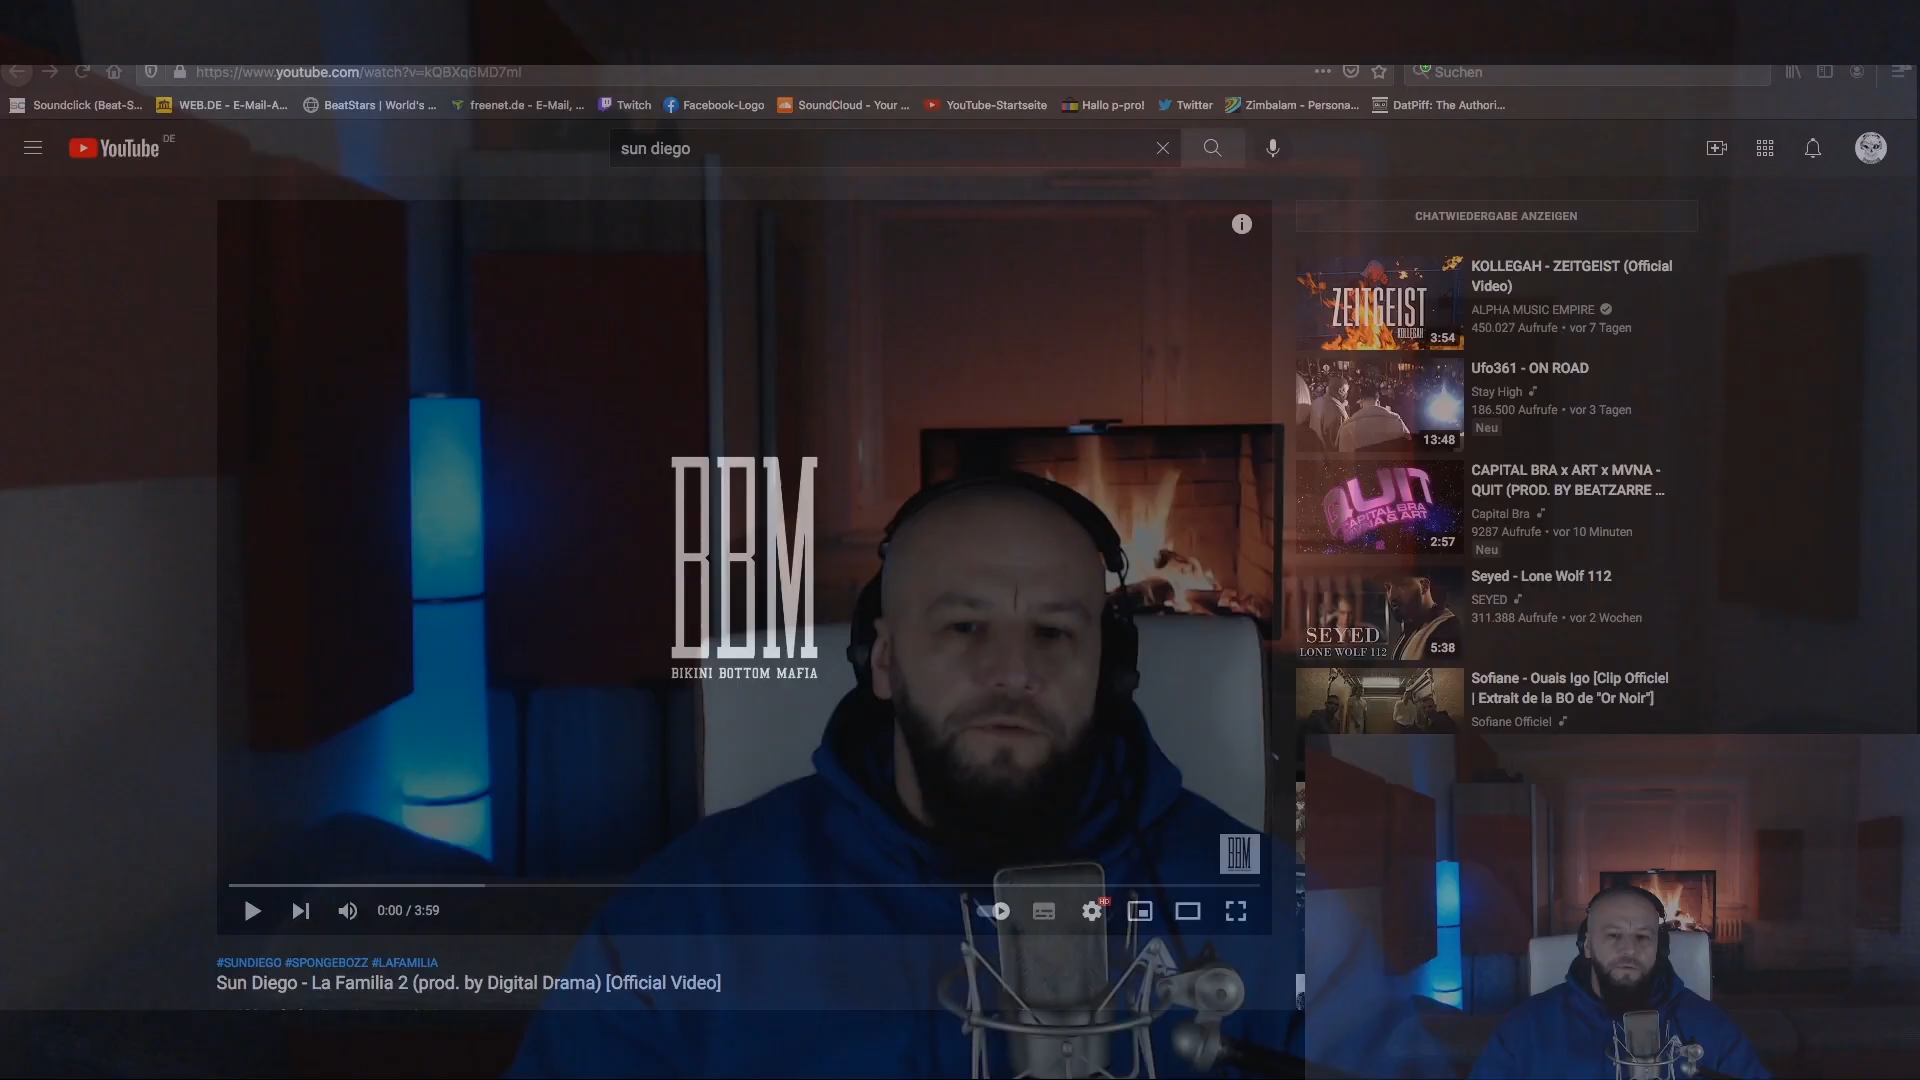 https://www.youtube.com/watch?v=kQBXq6MD7mI
Suchen
Soundclick (Beat-S... WEB.DE - E-Mail-A... BeatStars | World's ... freenet.de - E-Mail, ... Twitch Facebook-Logo SoundCloud - Your ... YouTube-Startseite Hallo p-pro! Twitter Zimbalam - Persona... DatPiff: The Authori...
YouTube DE
sun diego
CHATWIEDERGABE ANZEIGEN
KOLLEGAH - ZEITGEIST (Official
Video)
ALPHA MUSIC EMPIRE
450.027 Aufrufe • vor 7 Tagen
ZEITGEIST
KOLLEGAH
3:54
Ufo361 - ON ROAD
Stay High
186.500 Aufrufe • vor 3 Tagen
Neu
13:48
CAPITAL BRA x ART x MVNA -
QUIT (PROD. BY BEATZARRE ...
Capital Bra
9287 Aufrufe • vor 10 Minuten
Neu
QUIT
2:57
Seyed - Lone Wolf 112
SEYED
311.388 Aufrufe • vor 2 Wochen
SEYED
LONE WOLF 112
5:38
Sofiane - Ouais Igo [Clip Officiel
| Extrait de la BO de "Or Noir"]
Sofiane Officiel
BBM
BIKINI BOTTOM MAFIA
BBM
0:00 / 3:59
HD
#SUNDIEGO #SPONGEBOZZ #LAFAMILIA
Sun Diego - La Familia 2 (prod. by Digital Drama) [Official Video]